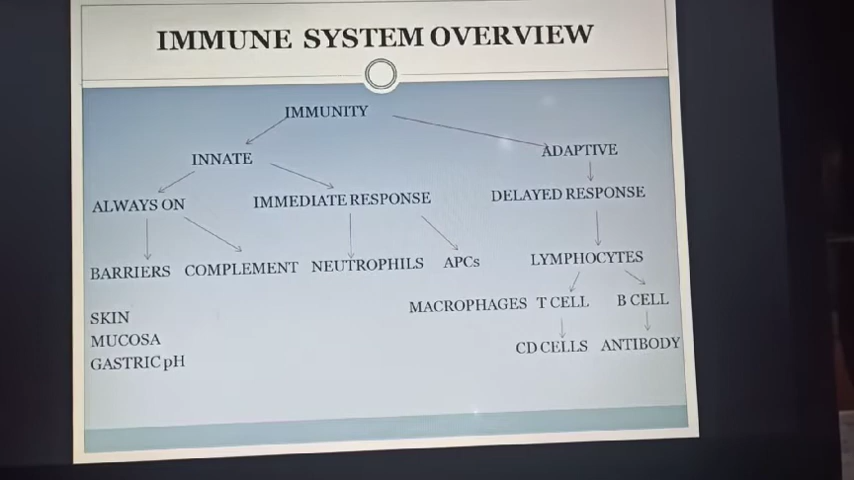 IMMUNE SYSTEM OVERVIEW
IMMUNITY
INNATE
ADAPTIVE
ALWAYS ON
IMMEDIATE RESPONSE
DELAYED RESPONSE
BARRIERS
COMPLEMENT
NEUTROPHILS
APCs
LYMPHOCYTES
MACROPHAGES
T CELL
B CELL
SKIN
MUCOSA
GASTRIC pH
CD CELLS
ANTIBODY